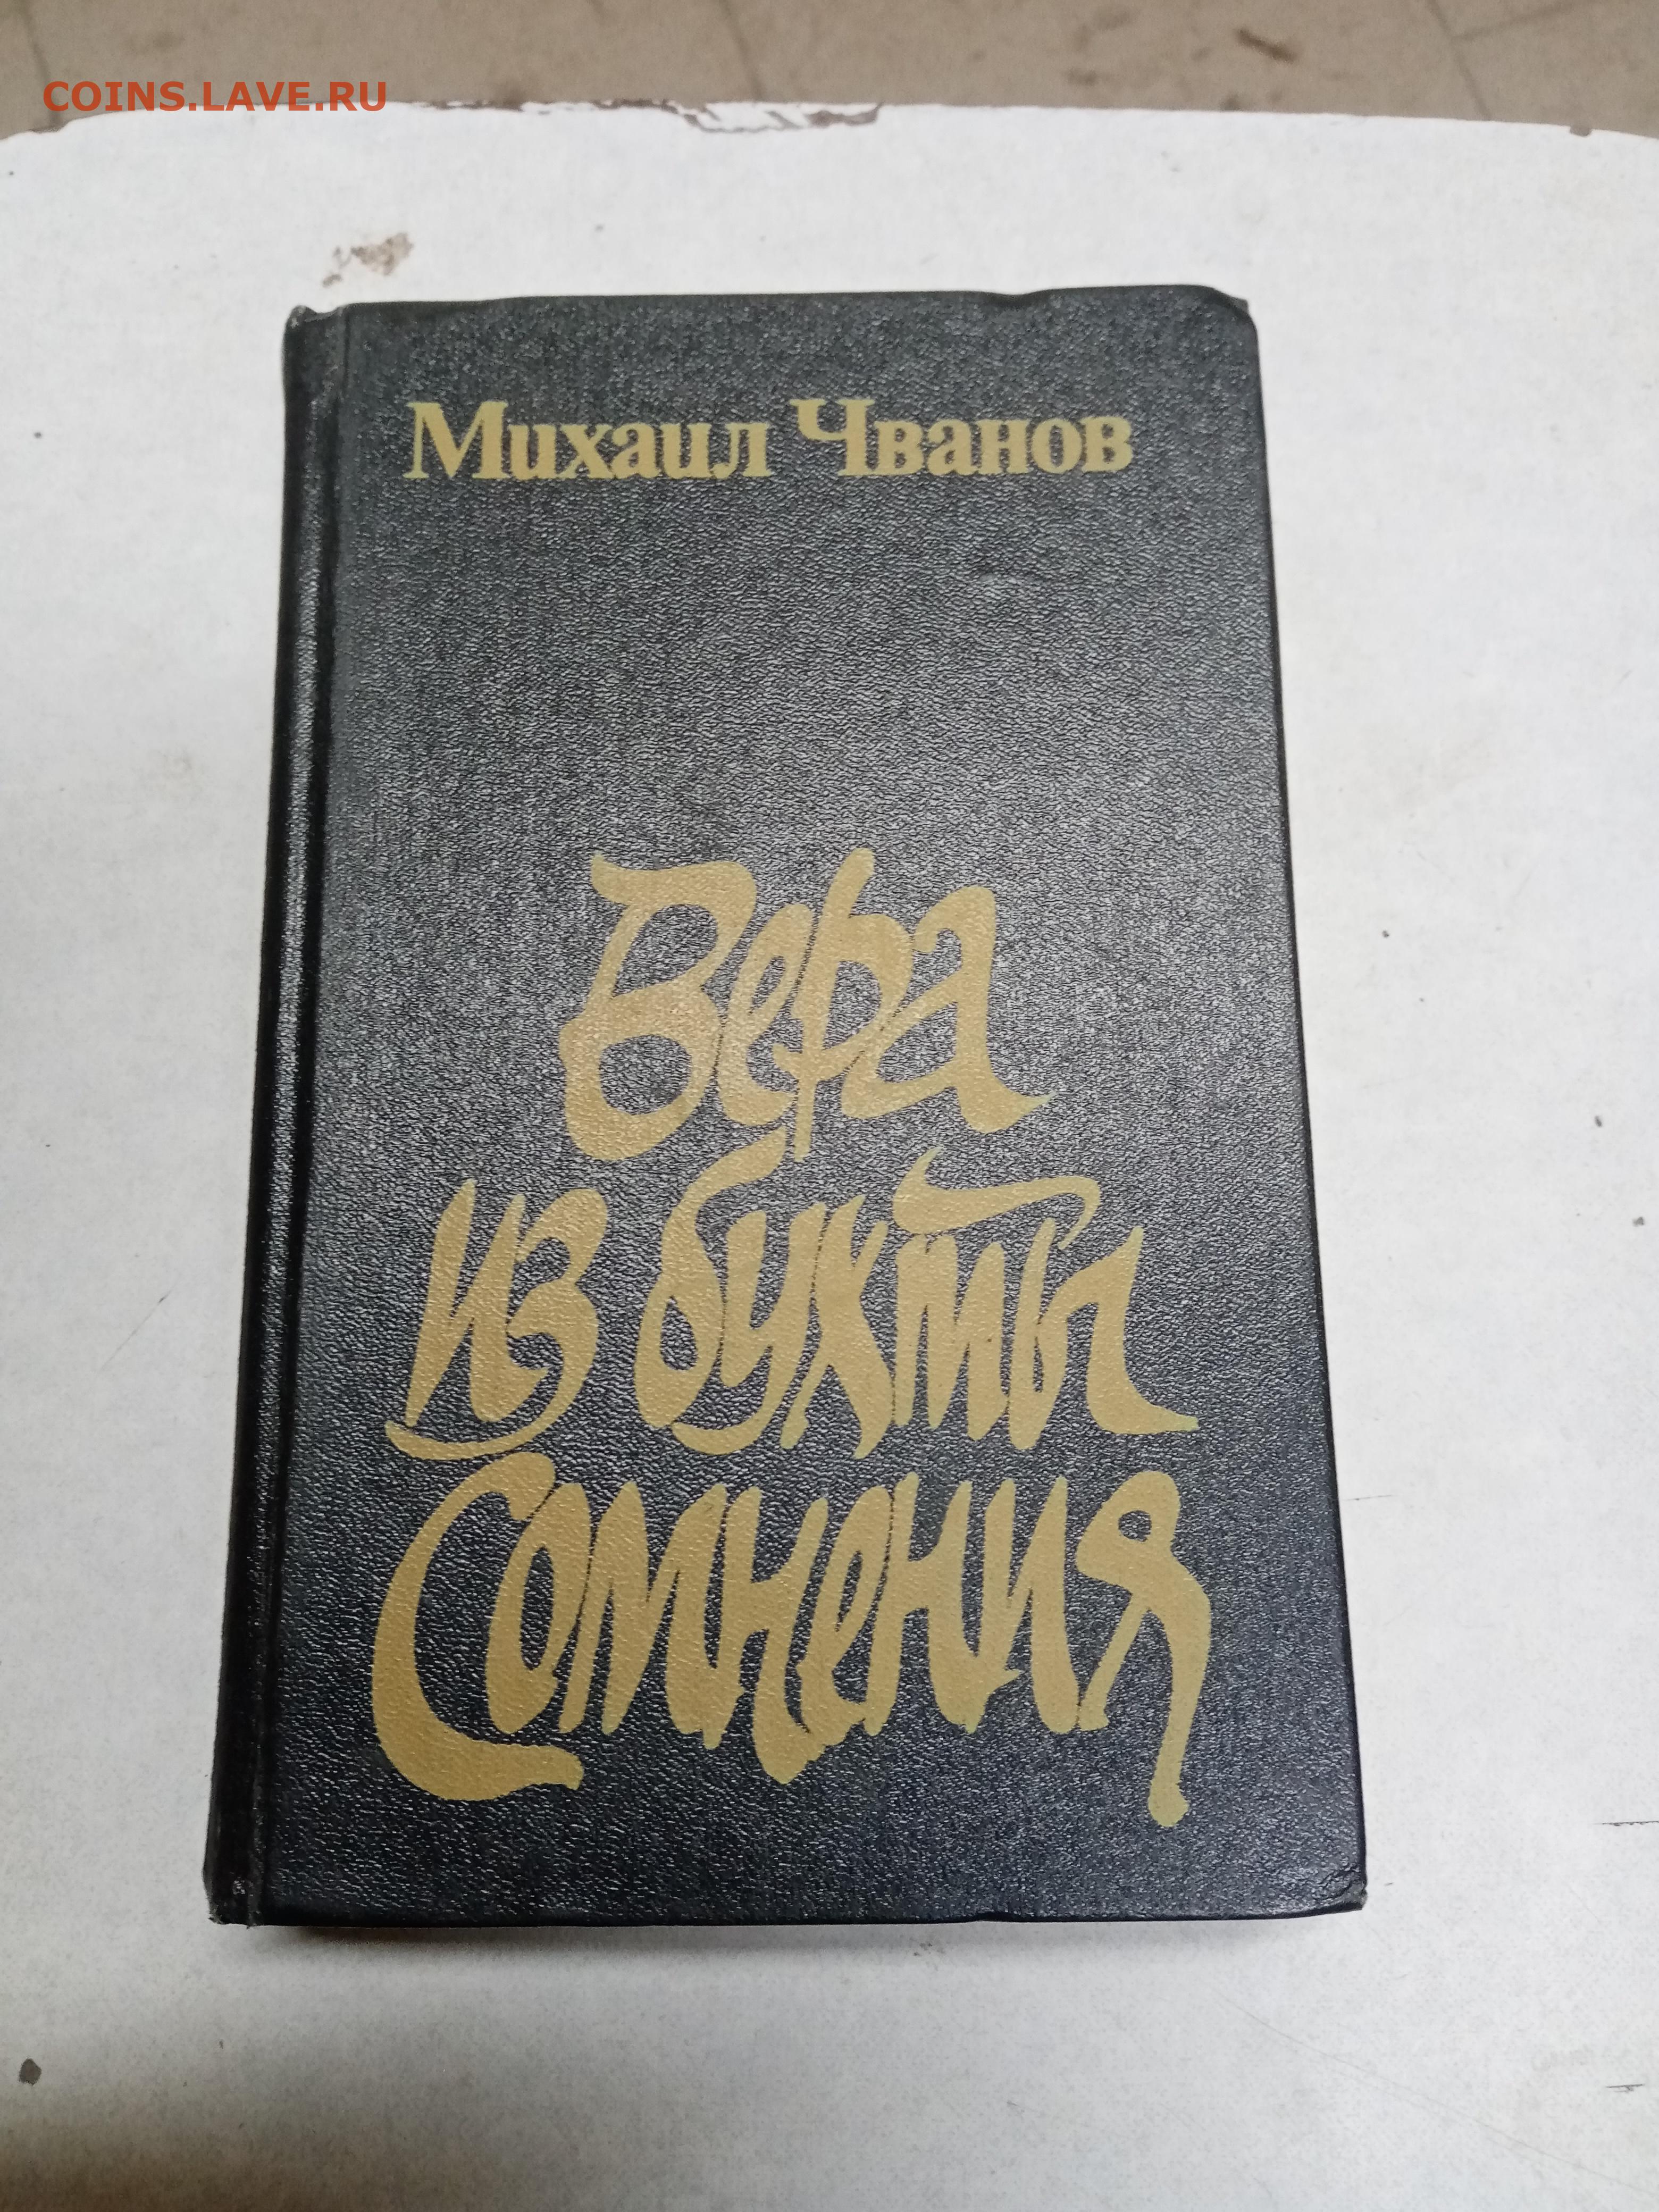 COINS.LAVE.RU
Михаил Чванов
Вера
из бухты
Сомнения